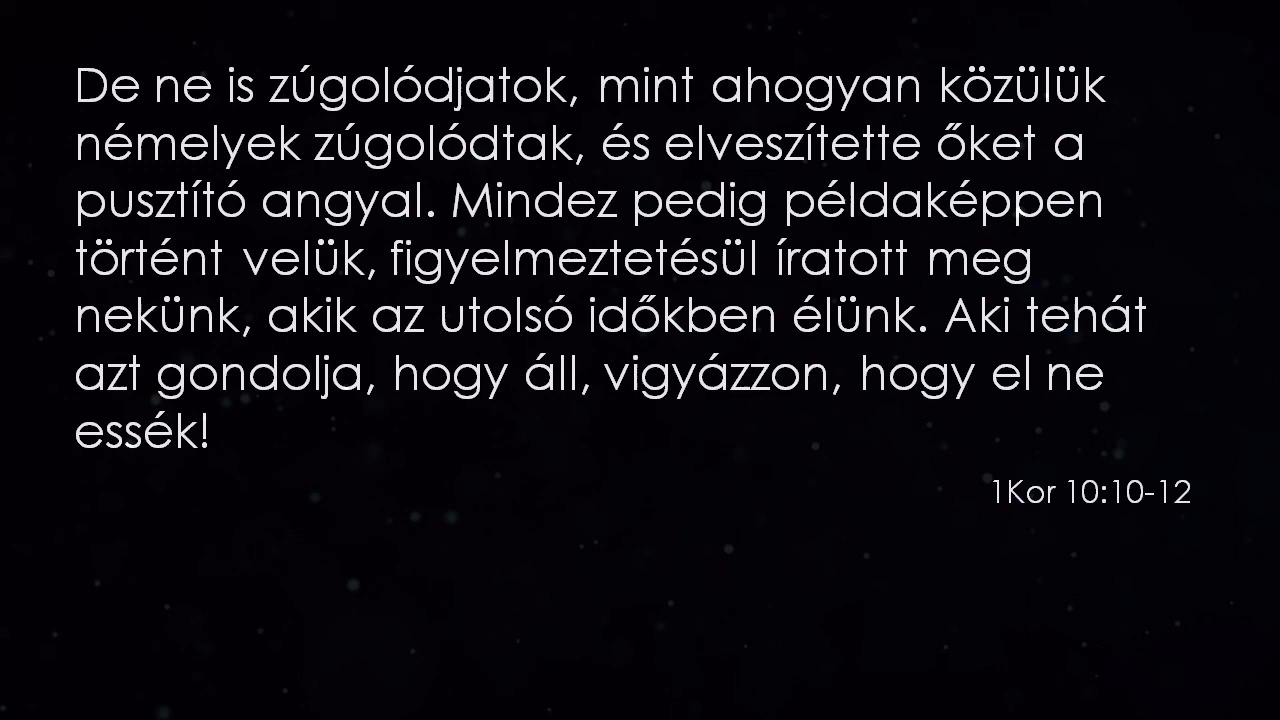 De ne is zúgolódjatok, mint ahogyan közülük
némelyek zúgolódtak, és elveszítette őket a
pusztító angyal. Mindez pedig példaképpen
történt velük, figyelmeztetésül íratott meg
nekünk, akik az utolsó időkben élünk. Aki tehát
azt gondolja, hogy áll, vigyázzon, hogy el ne
essék!
1Kor 10:10-12